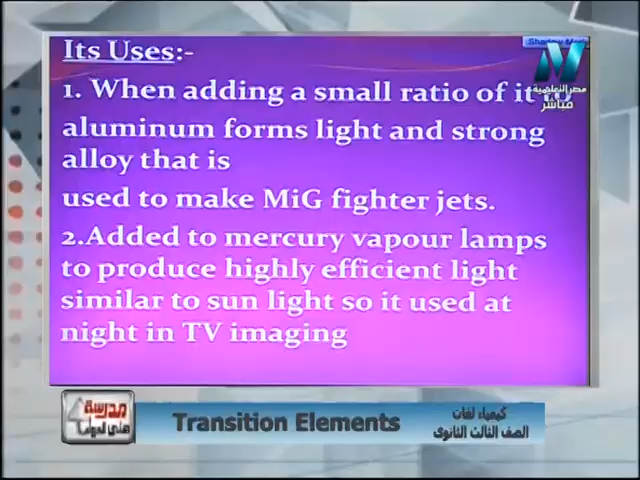 Its Uses:-
1. When adding a small ratio of it to
aluminum forms light and strong
alloy that is
used to make MiG fighter jets.
2.Added to mercury vapour lamps
to produce highly efficient light
similar to sun light so it used at
night in TV imaging
مصر التعليمية
مباشر
مدرسة
على الهواء
Transition Elements
كيمياء لغات
الصف الثالث الثانوى